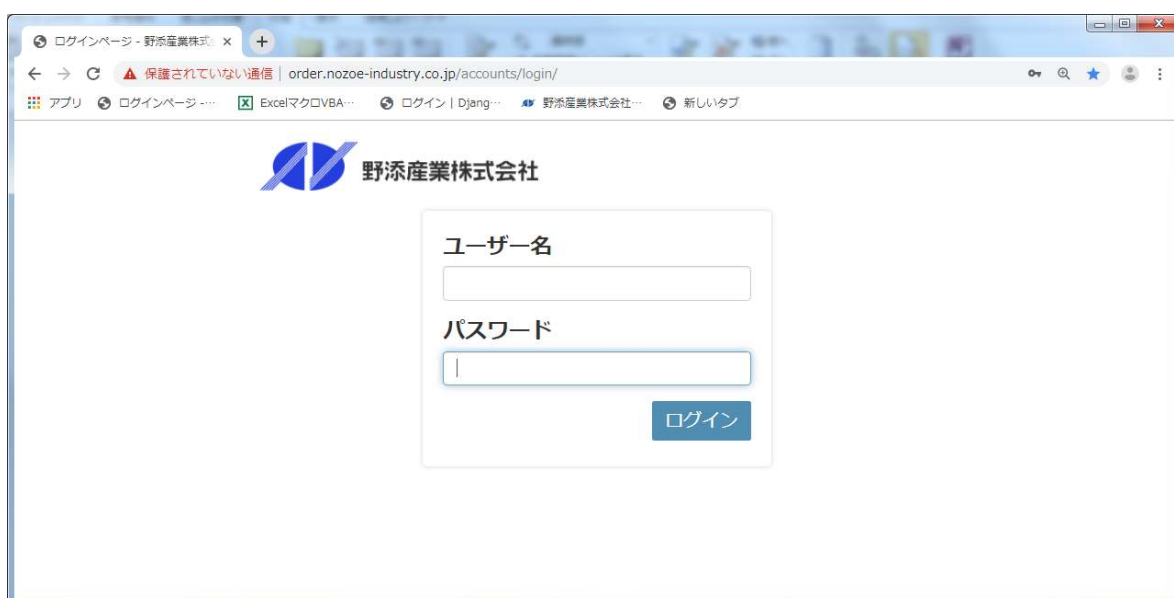 ログインページ - 野添産業株式
保護されていない通信 | order.nozoe-industry.co.jp/accounts/login/
アプリ ログインページ -… ExcelマクロVBA… ログイン | Djang… 野添産業株式会社… 新しいタブ
野添産業株式会社
ユーザー名
パスワード
ログイン